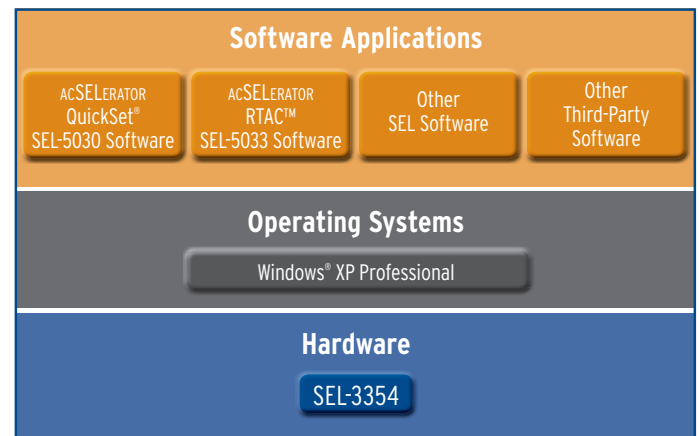 Software Applications
ACSELERATOR
QuickSet®
SEL-5030 Software
ACSELERATOR
RTAC™
SEL-5033 Software
Other
SEL Software
Other
Third-Party
Software
Operating Systems
Windows® XP Professional
Hardware
SEL-3354